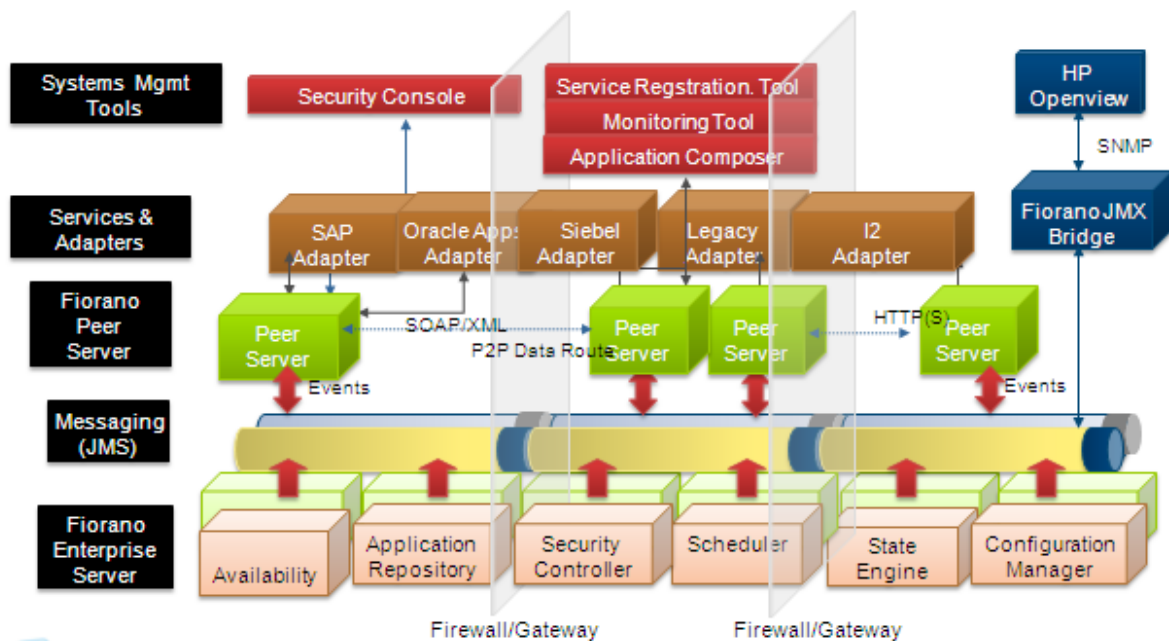 Systems Mgmt
Tools
Security Console
Service Regstration. Tool
Monitoring Tool
Application Composer
HP
Openview
SNMP
Services &
Adapters
SAP
Adapter
Oracle Apps
Adapter
Siebel
Adapter
Legacy
Adapter
I2
Adapter
Fiorano JMX
Bridge
Fiorano
Peer
Server
Peer
Server
SOAP/XML
P2P Data Route
Peer
Server
Peer
Server
HTTP(S)
Peer
Server
Events
Events
Messaging
(JMS)
Fiorano
Enterprise
Server
Availability
Application
Repository
Security
Controller
Scheduler
State
Engine
Configuration
Manager
Firewall/Gateway
Firewall/Gateway